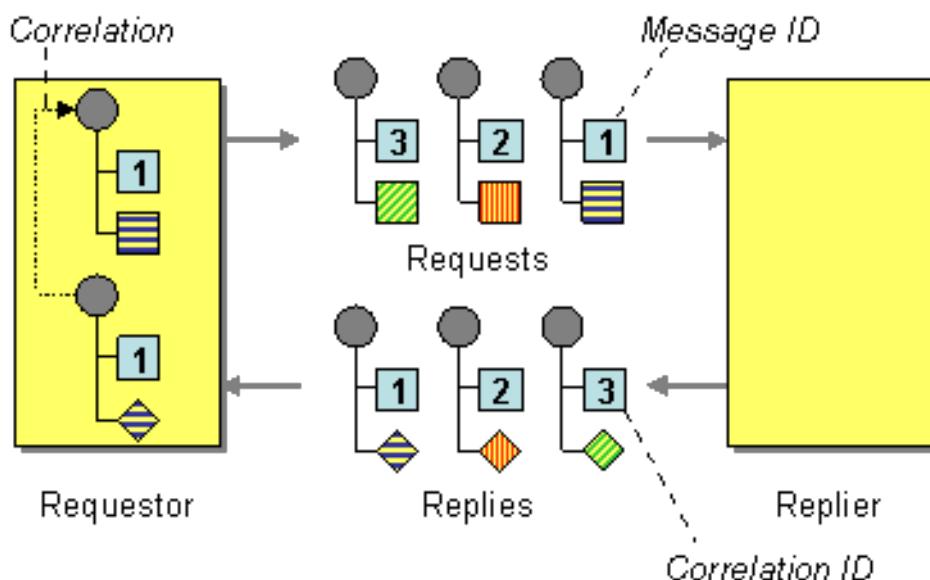 Correlation
Message ID
3 2 1
1
Requests
1
1 2 3
Requestor
Replies
Replier
Correlation ID